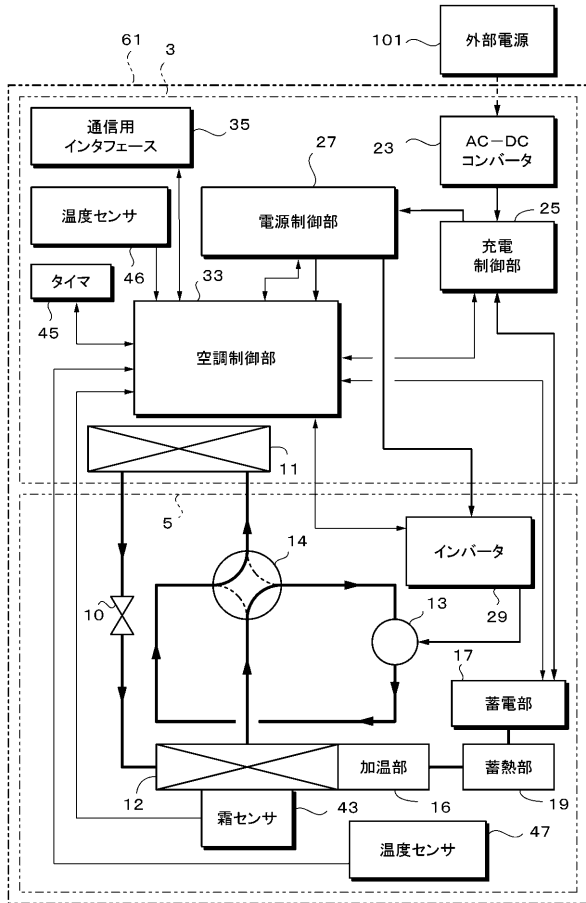 101
外部電源
61
3
通信用
インタフェース
35
27
23
AC−DC
コンバータ
温度センサ
46
電源制御部
25
充電
制御部
タイマ
45
33
空調制御部
11
5
14
インバータ
29
10
13
17
蓄電部
12
加温部
16
蓄熱部
19
霜センサ
43
47
温度センサ